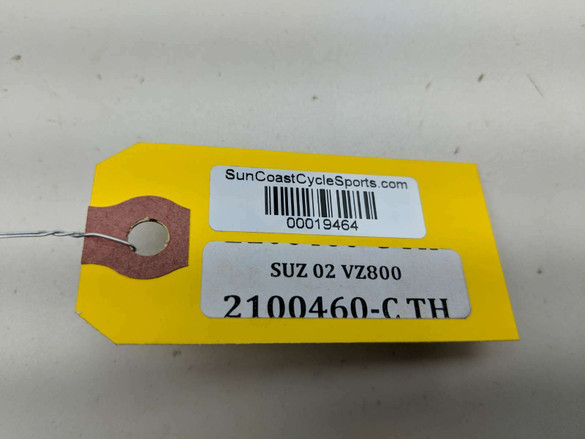 SunCoastCycleSports.com
00019464
SUZ 02 VZ800
2100460-C TH